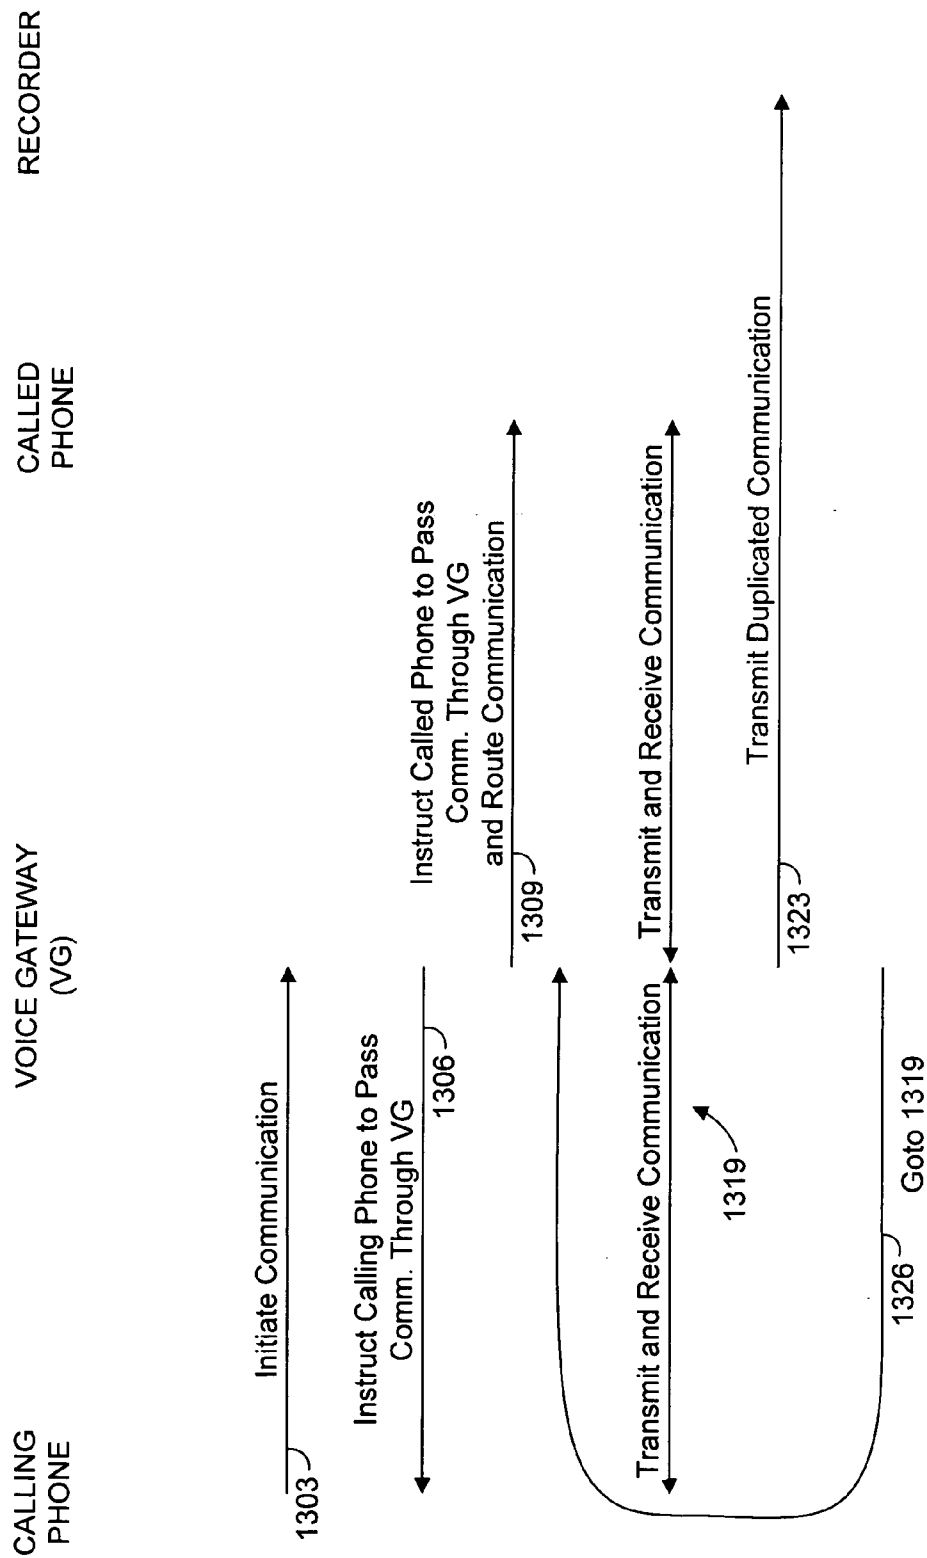 CALLING
PHONE
VOICE GATEWAY
(VG)
CALLED
PHONE
RECORDER
Initiate Communication
1303
Instruct Calling Phone to Pass
Comm. Through VG
1306
Instruct Called Phone to Pass
Comm. Through VG
and Route Communication
1309
Transmit and Receive Communication
Transmit and Receive Communication
1319
Transmit Duplicated Communication
1323
1326
Goto 1319